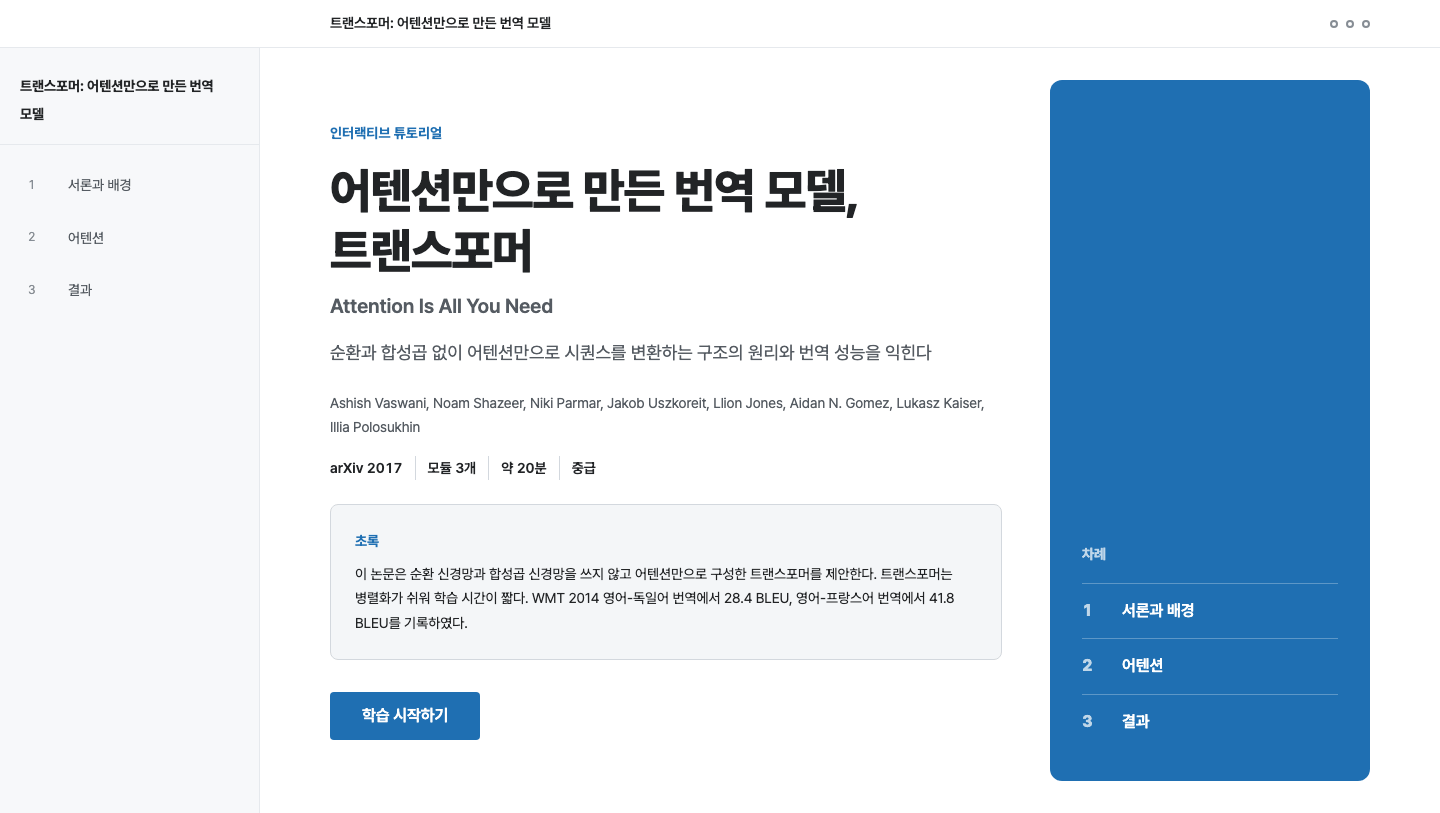 트랜스포머: 어텐션만으로 만든 번역 모델
트랜스포머: 어텐션만으로 만든 번역
모델
1 서론과 배경
2 어텐션
3 결과
인터랙티브 튜토리얼
어텐션만으로 만든 번역 모델,
트랜스포머
Attention Is All You Need
순환과 합성곱 없이 어텐션만으로 시퀀스를 변환하는 구조의 원리와 번역 성능을 익힌다
Ashish Vaswani, Noam Shazeer, Niki Parmar, Jakob Uszkoreit, Llion Jones, Aidan N. Gomez, Lukasz Kaiser,
Illia Polosukhin
arXiv 2017 모듈 3개 약 20분 중급
초록
이 논문은 순환 신경망과 합성곱 신경망을 쓰지 않고 어텐션만으로 구성한 트랜스포머를 제안한다. 트랜스포머는
병렬화가 쉬워 학습 시간이 짧다. WMT 2014 영어-독일어 번역에서 28.4 BLEU, 영어-프랑스어 번역에서 41.8
BLEU를 기록하였다.
학습 시작하기
차례
1 서론과 배경
2 어텐션
3 결과